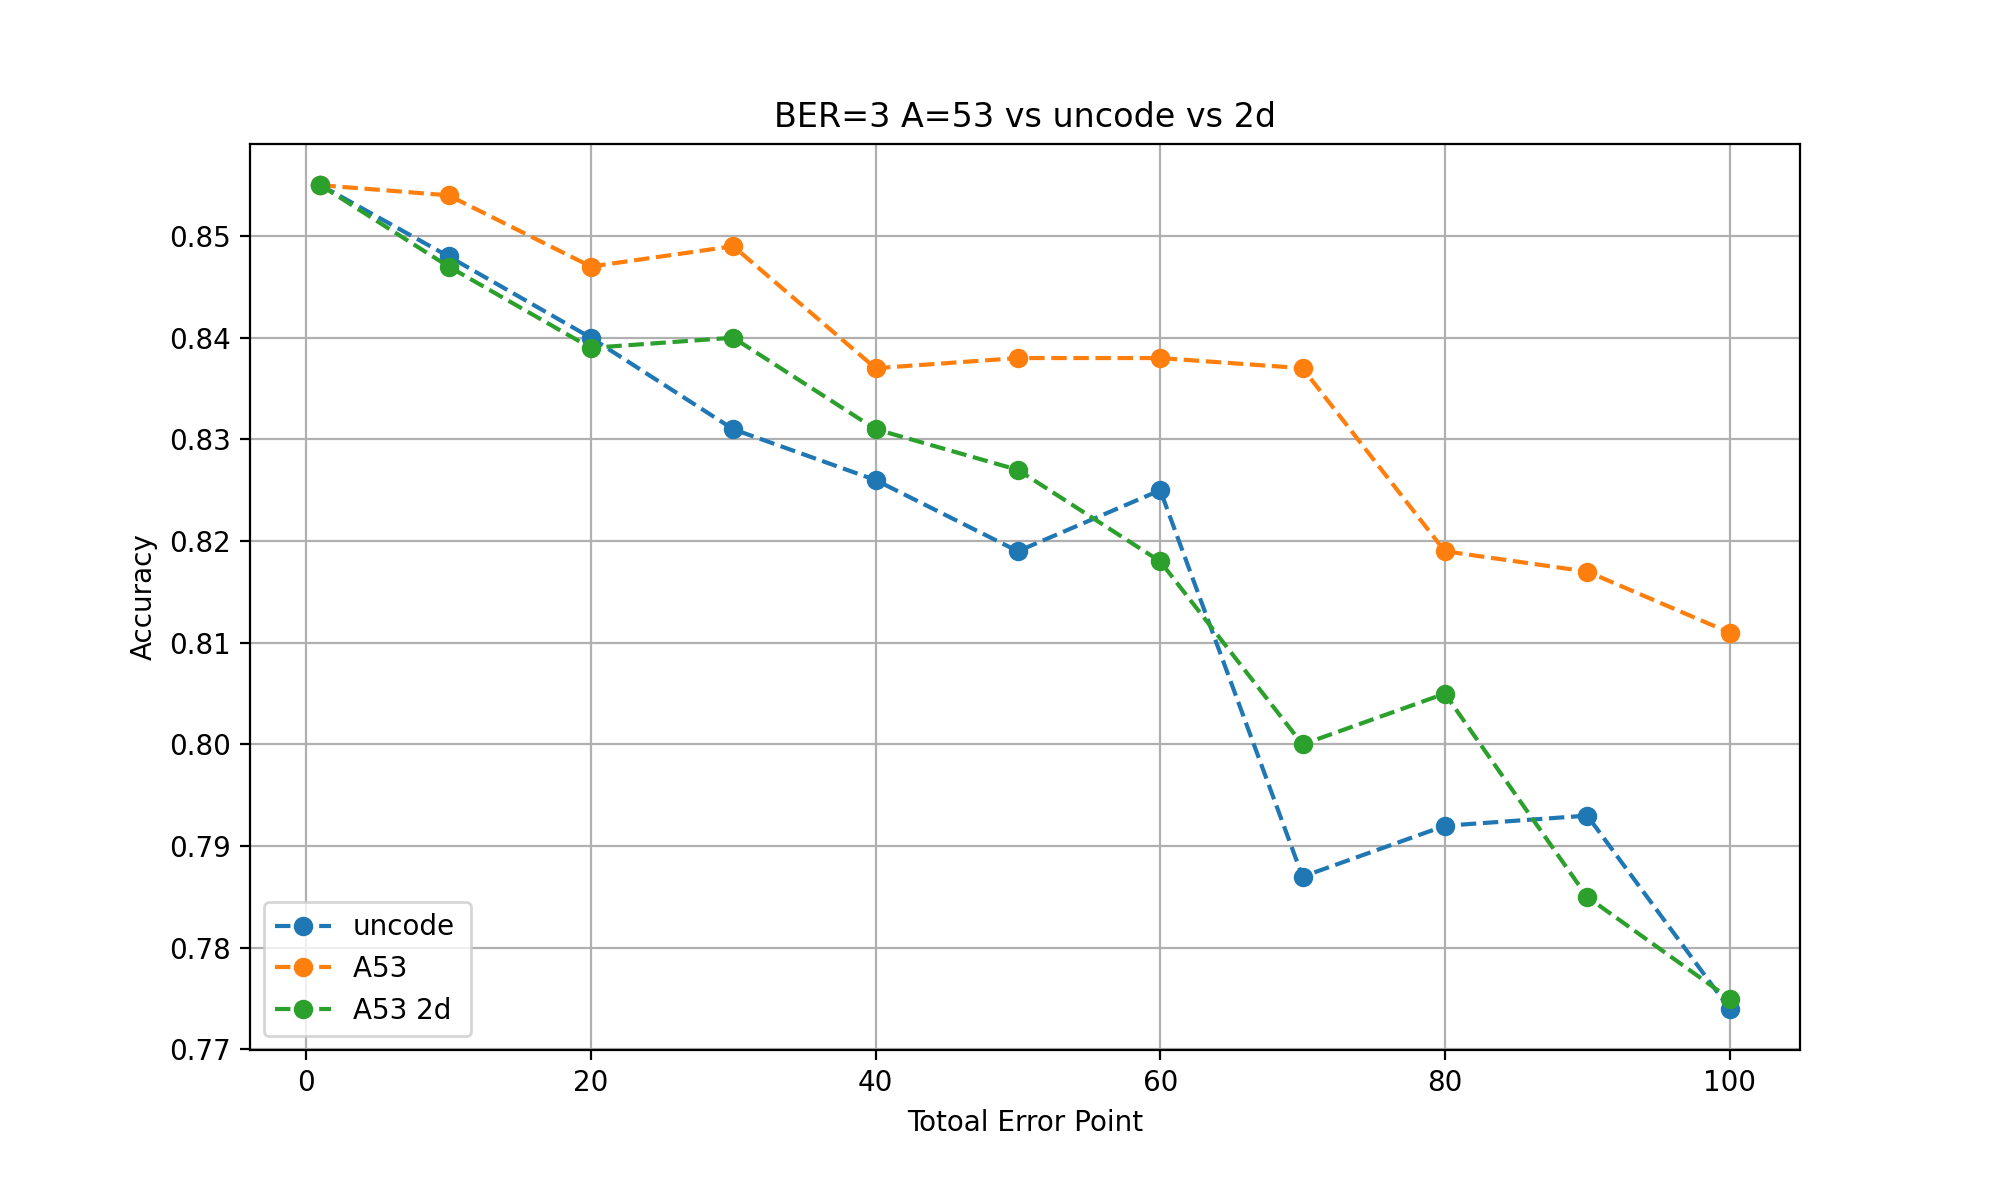 BER=3 A=53 vs uncode vs 2d
0.85
0.84
0.83
0.82
0.81
0.80
0.79
0.78
0.77
Accuracy
uncode
A53
A53 2d
0 20 40 60 80 100
Totoal Error Point